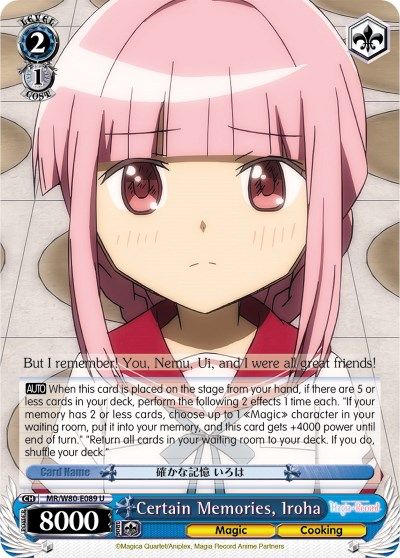 LEVEL
2
1
COST
But I remember! You, Nemu, Ui, and I were all great friends!
AUTO When this card is placed on the stage from your hand, if there are 5 or
less cards in your deck, perform the following 2 effects 1 time each. "If your
memory has 2 or less cards, choose up to 1 «Magic» character in your
waiting room, put it into your memory, and this card gets +4000 power until
end of turn." "Return all cards in your waiting room to your deck. If you do,
shuffle your deck."
Card Name
確かな記憶 いろは
CH MR/W80-E089 U
Certain Memories, Iroha
Magia Record
POWER
8000
Magic
Cooking
©Magica Quartet/Aniplex, Magia Record Anime Partners